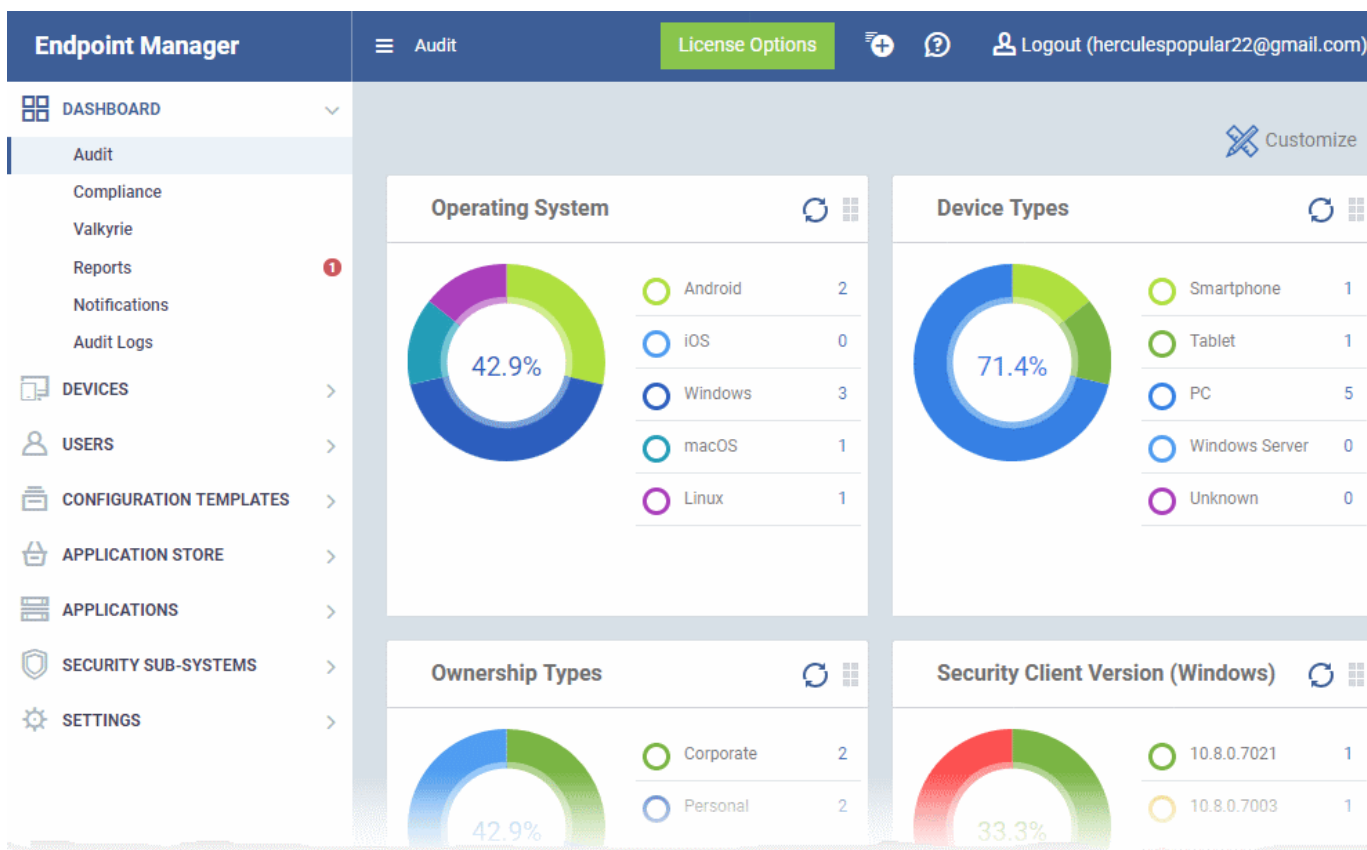 Endpoint Manager
Audit
License Options
Logout (herculespopular22@gmail.com)
DASHBOARD
Audit
Compliance
Valkyrie
Reports 1
Notifications
Audit Logs
DEVICES
USERS
CONFIGURATION TEMPLATES
APPLICATION STORE
APPLICATIONS
SECURITY SUB-SYSTEMS
SETTINGS
Customize
Operating System
42.9%
Android 2
iOS 0
Windows 3
macOS 1
Linux 1
Device Types
71.4%
Smartphone 1
Tablet 1
PC 5
Windows Server 0
Unknown 0
Ownership Types
42.9%
Corporate 2
Personal 2
Security Client Version (Windows)
33.3%
10.8.0.7021 1
10.8.0.7003 1